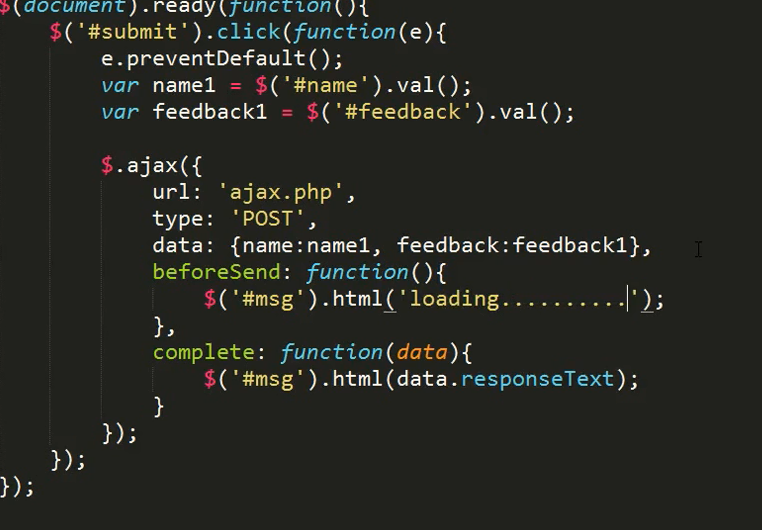 $(document).ready(function(){
$('#submit').click(function(e){
e.preventDefault();
var name1 = $('#name').val();
var feedback1 = $('#feedback').val();
$.ajax({
url: 'ajax.php',
type: 'POST',
data: {name:name1, feedback:feedback1},
beforeSend: function(){
$('#msg').html('loading..........');
},
complete: function(data){
$('#msg').html(data.responseText);
}
});
});
});